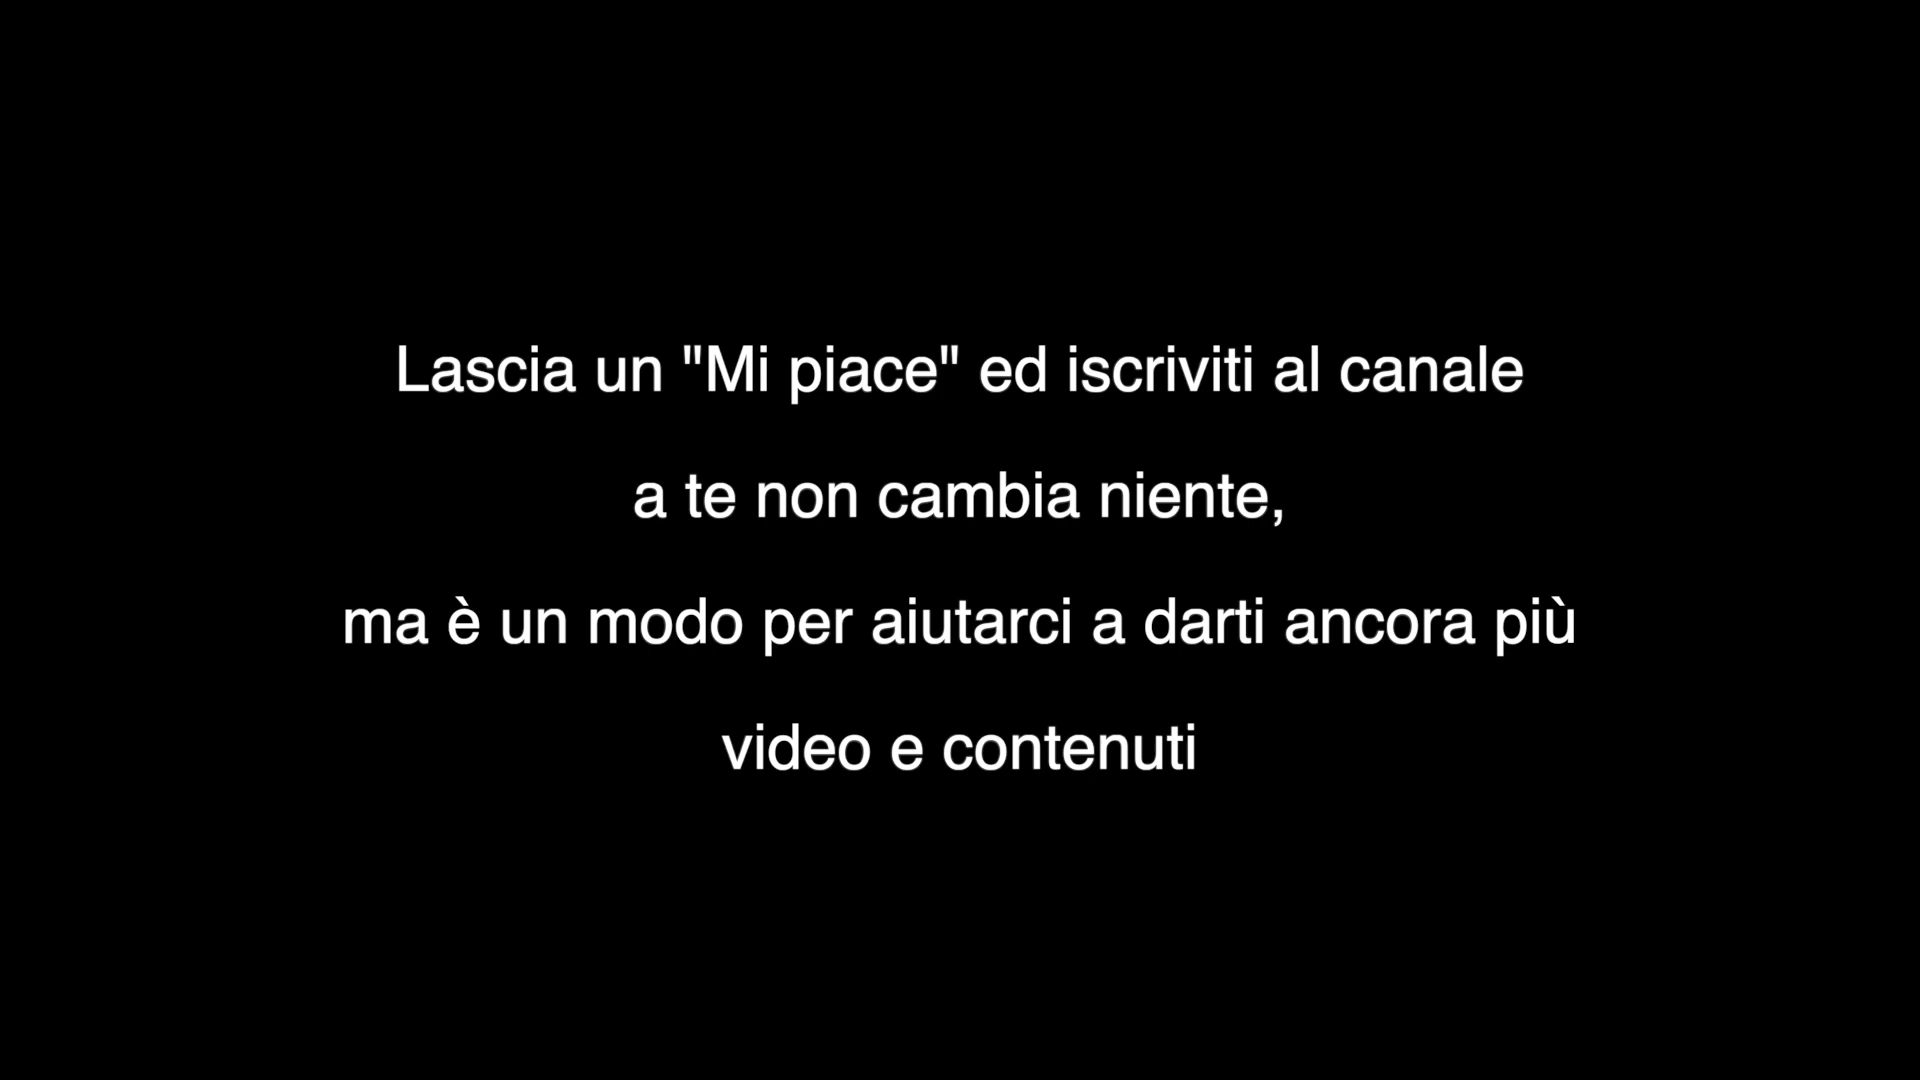 Lascia un "Mi piace" ed iscriviti al canale
a te non cambia niente,
ma è un modo per aiutarci a darti ancora più
video e contenuti